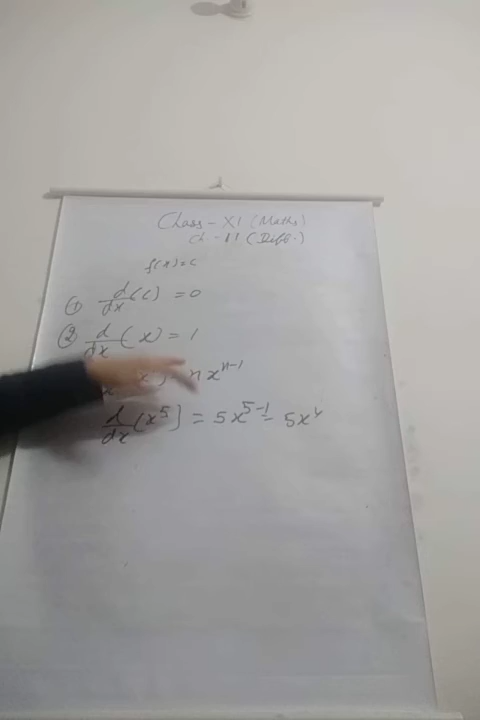 Class - XI (Maths)
Ch - 11 (Diff.)
f(x) = c
① d/dx (c) = 0
② d/dx (x) = 1
n x^n-1
d/dx (x^5) = 5x^5-1 = 5x^4